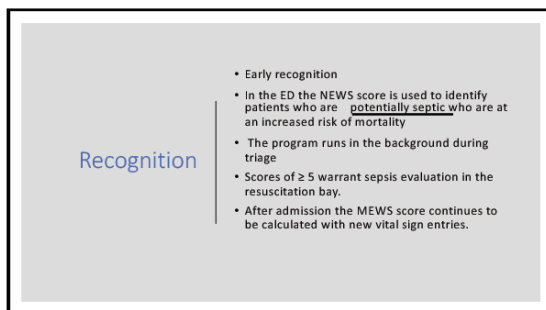 Recognition
• Early recognition
• In the ED the NEWS score is used to identify
patients who are potentially septic who are at
an increased risk of mortality
• The program runs in the background during
triage
• Scores of ≥ 5 warrant sepsis evaluation in the
resuscitation bay.
• After admission the MEWS score continues to
be calculated with new vital sign entries.